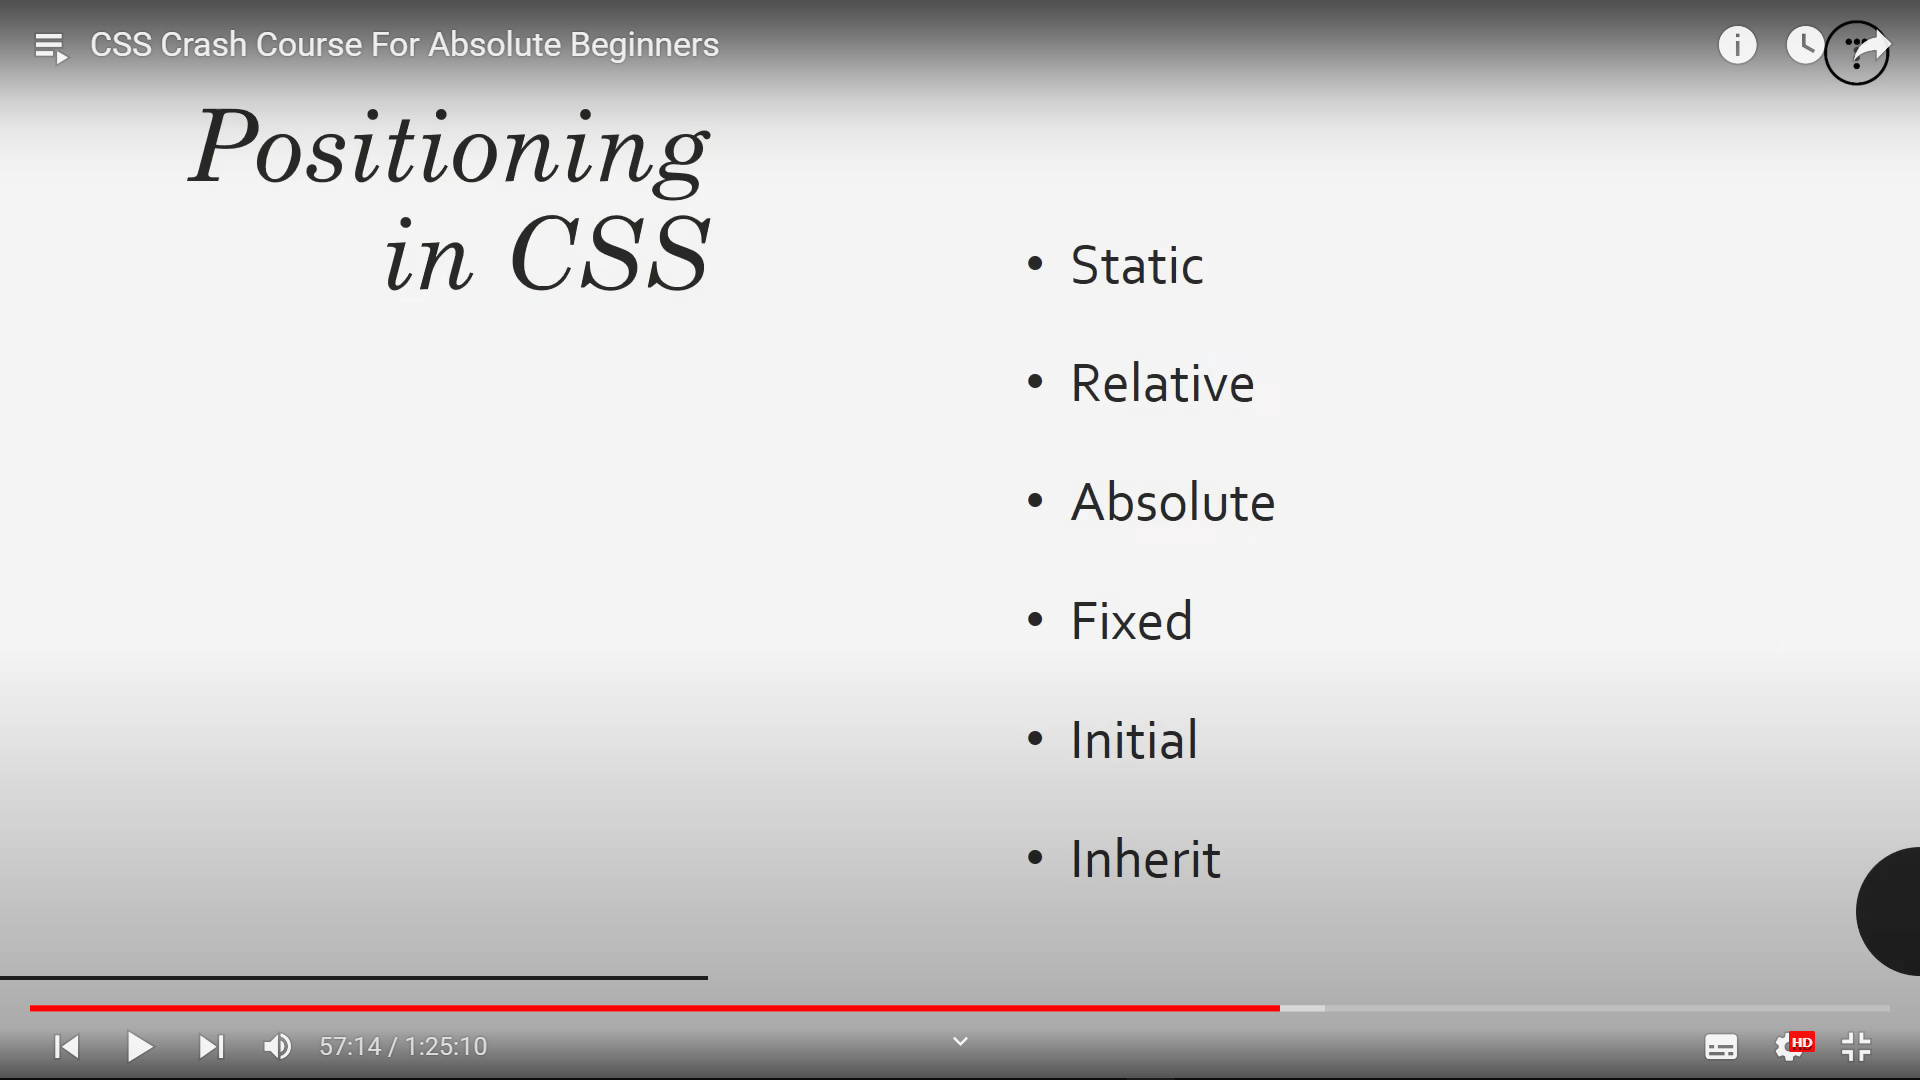 CSS Crash Course For Absolute Beginners
Positioning
in CSS
• Static
• Relative
• Absolute
• Fixed
• Initial
• Inherit
57:14 / 1:25:10
HD